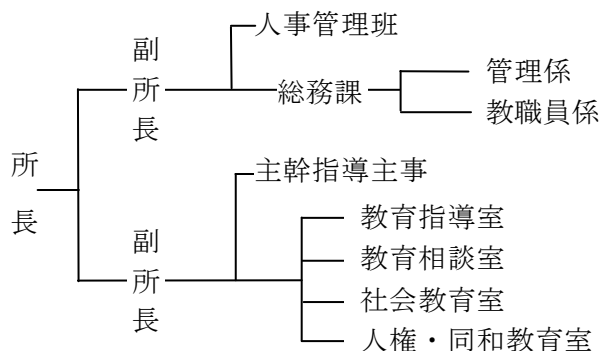 所長
副所長
人事管理班
総務課
管理係
教職員係
副所長
主幹指導主事
教育指導室
教育相談室
社会教育室
人権・同和教育室